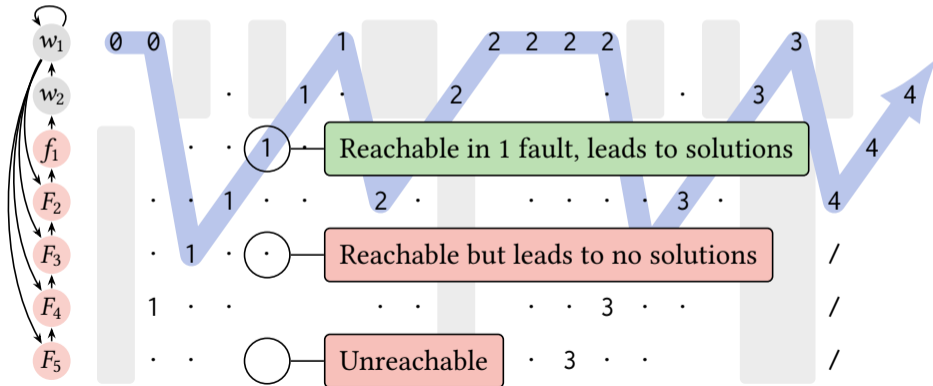 w₁ 0 0 1 2 2 2 2 3
w₂ · 1 · 2 · · 3 4
f₁ · · 1 · Reachable in 1 fault, leads to solutions 4
F₂ · · 1 · · 2 · · · · · 3 · 4
F₃ · 1 · · Reachable but leads to no solutions /
F₄ 1 · · · · · · 3 · · /
F₅ · · Unreachable · 3 · · /